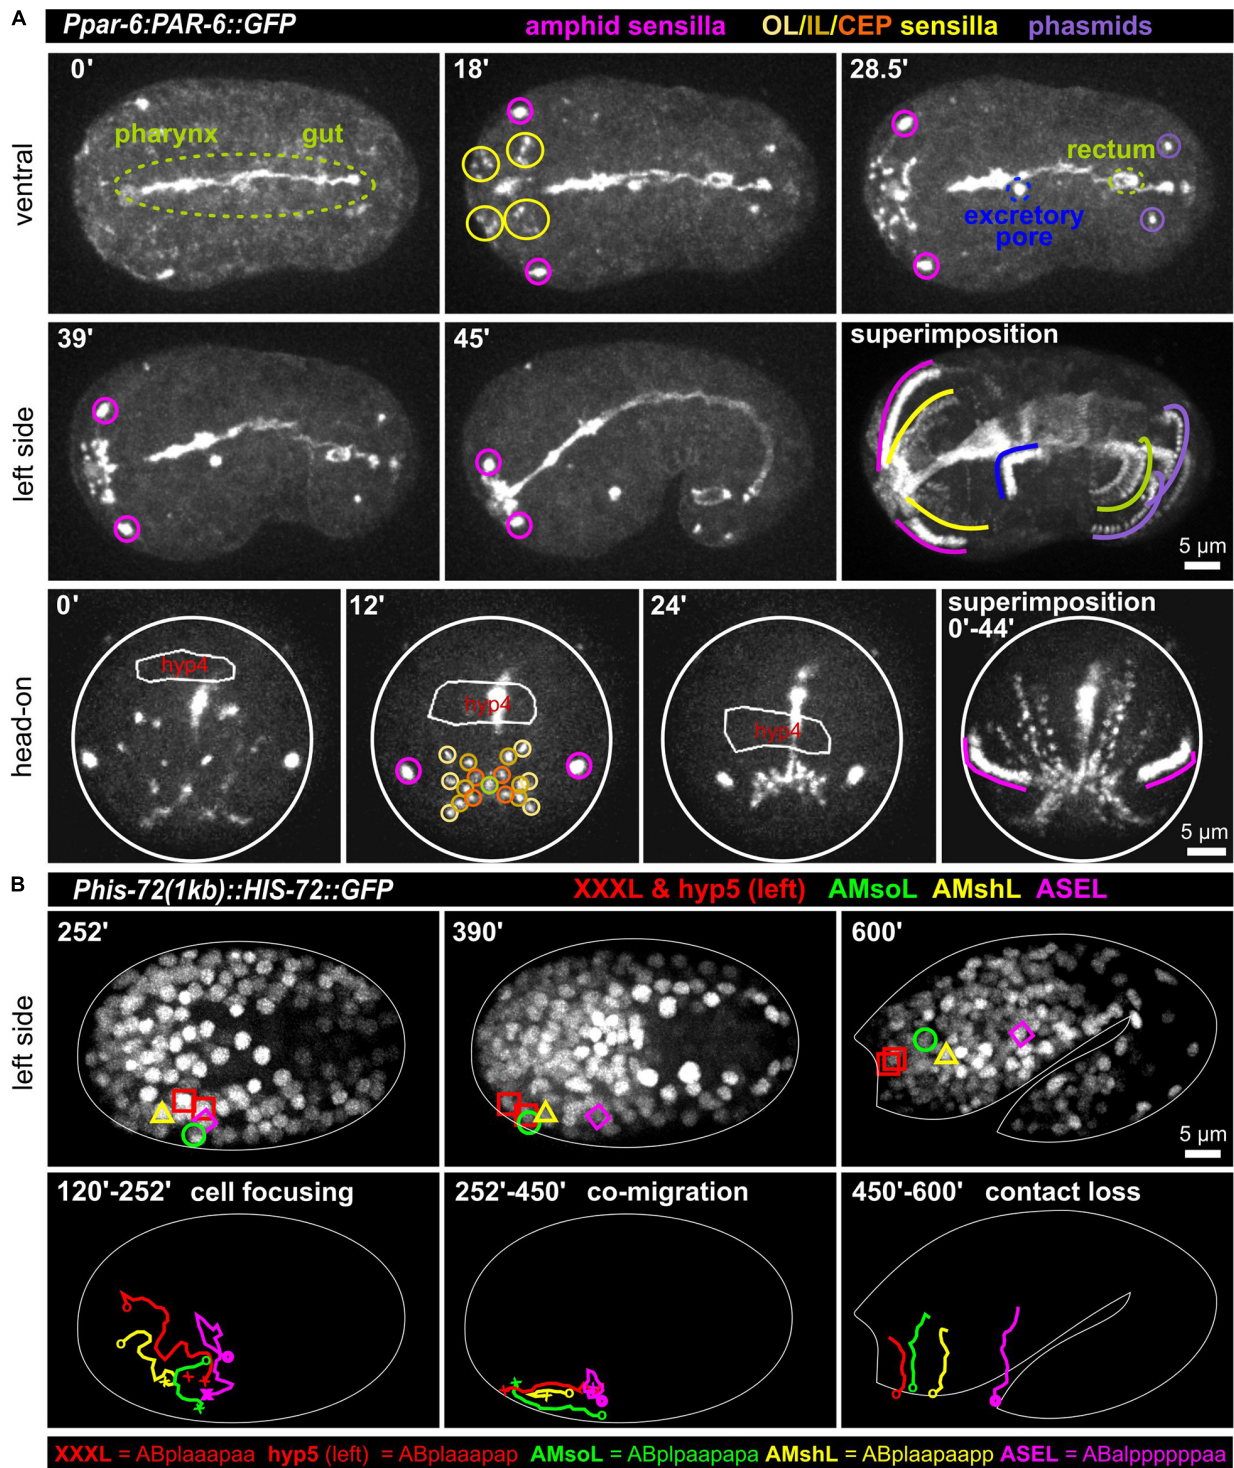 A
Ppar-6:PAR-6::GFP amphid sensilla OL/IL/CEP sensilla phasmids
ventral
0'
pharynx gut
18'
28.5'
rectum
excretory
pore
left side
39'
45'
superimposition
5 µm
head-on
0'
hyp4
12'
hyp4
24'
hyp4
superimposition
0'-44'
5 µm
B
Phis-72(1kb)::HIS-72::GFP XXXL & hyp5 (left) AMsoL AMshL ASEL
left side
252'
390'
600'
5 µm
120'-252' cell focusing
252'-450' co-migration
450'-600' contact loss
XXXL = ABplaaapaa hyp5 (left) = ABplaaapap AMsoL = ABplpaapapa AMshL = ABplaapaapp ASEL = ABalppppppaa